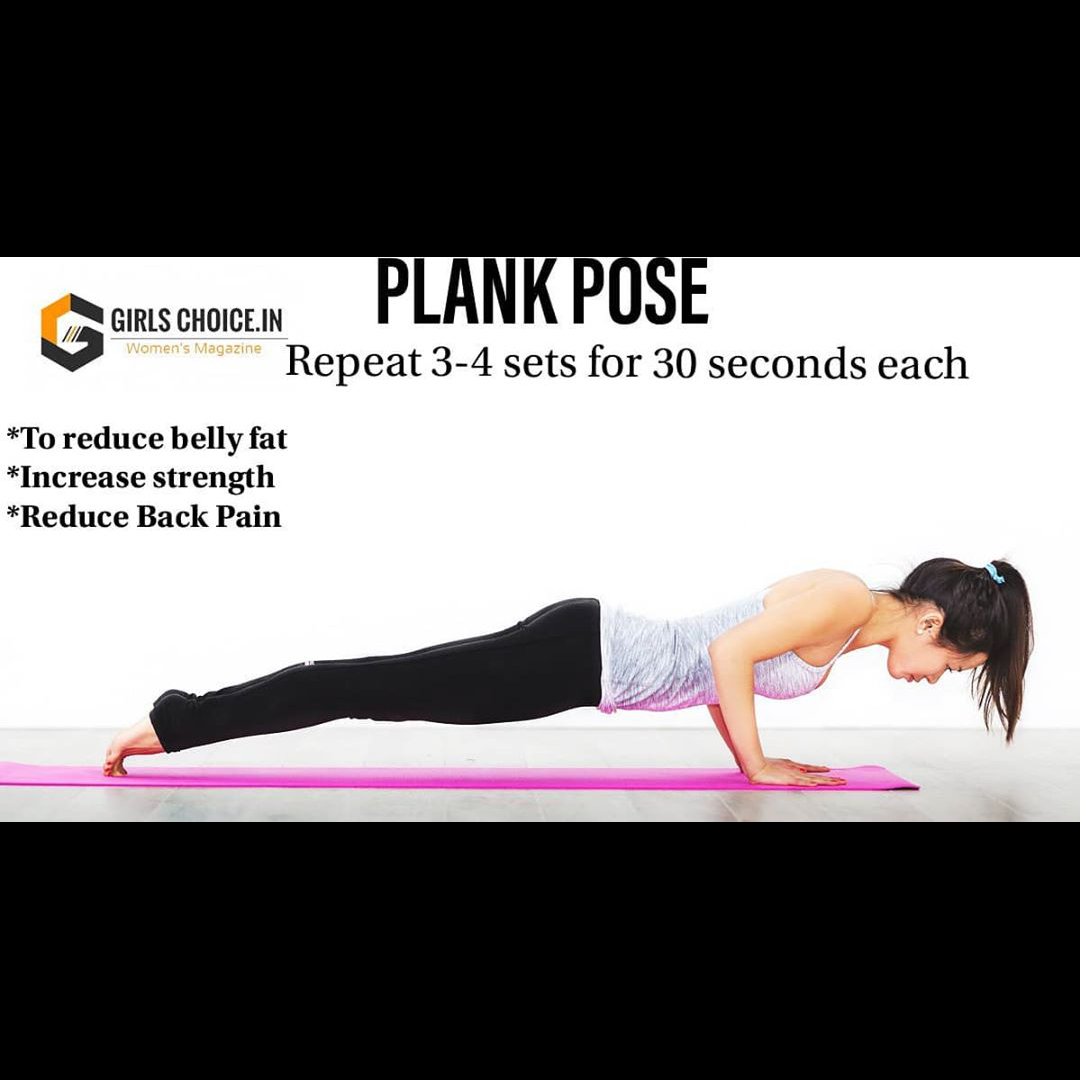 PLANK POSE
GIRLS CHOICE.IN
Women's Magazine
Repeat 3-4 sets for 30 seconds each
*To reduce belly fat
*Increase strength
*Reduce Back Pain